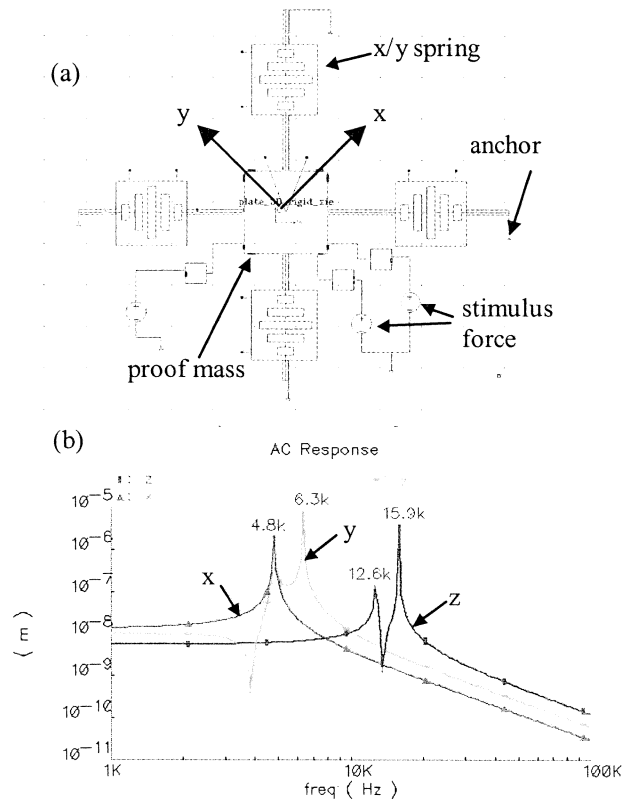 (a)
x/y spring
y
x
anchor
plate_3D_rigid_zie
stimulus
force
proof mass
(b)
AC Response
z
10-5
6.3k
15.9k
4.8k
10-6
y
12.6k
10-7
x
z
10-8
( m )
10-9
10-10
10-11
1K
10K
100K
freq ( Hz )